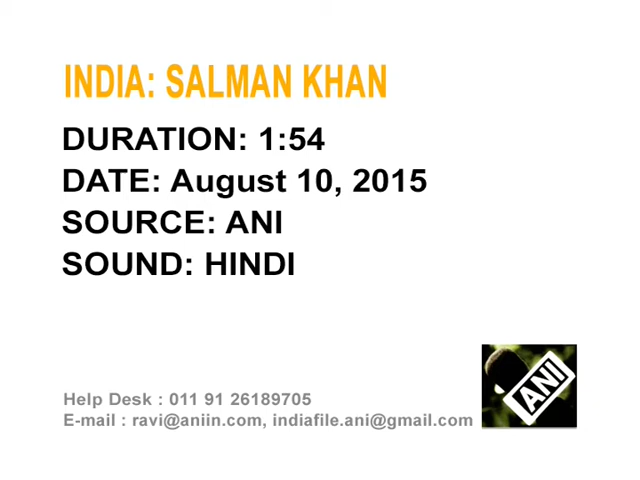 INDIA: SALMAN KHAN
DURATION: 1:54
DATE: August 10, 2015
SOURCE: ANI
SOUND: HINDI
Help Desk : 011 91 26189705
E-mail : ravi@aniin.com, indiafile.ani@gmail.com
ANI